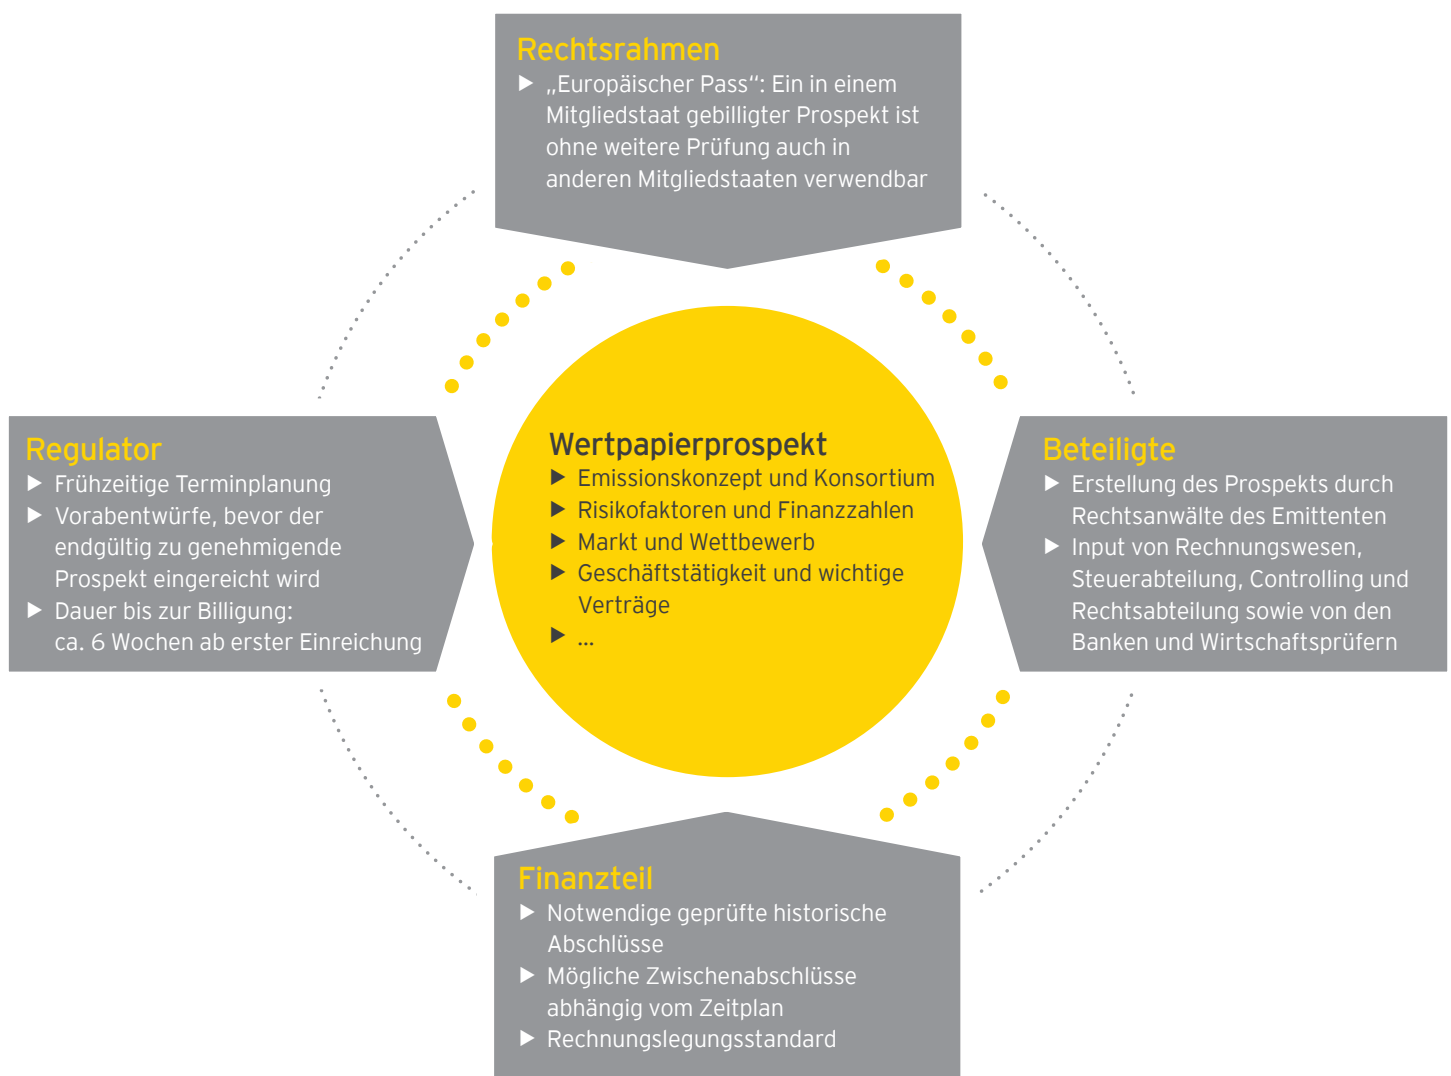 Rechtsrahmen
▶ „Europäischer Pass“: Ein in einem
Mitgliedstaat gebilligter Prospekt ist
ohne weitere Prüfung auch in
anderen Mitgliedstaaten verwendbar
Regulator
▶ Frühzeitige Terminplanung
▶ Vorabentwürfe, bevor der
endgültig zu genehmigende
Prospekt eingereicht wird
▶ Dauer bis zur Billigung:
ca. 6 Wochen ab erster Einreichung
Wertpapierprospekt
▶ Emissionskonzept und Konsortium
▶ Risikofaktoren und Finanzzahlen
▶ Markt und Wettbewerb
▶ Geschäftstätigkeit und wichtige
Verträge
▶ ...
Beteiligte
▶ Erstellung des Prospekts durch
Rechtsanwälte des Emittenten
▶ Input von Rechnungswesen,
Steuerabteilung, Controlling und
Rechtsabteilung sowie von den
Banken und Wirtschaftsprüfern
Finanzteil
▶ Notwendige geprüfte historische
Abschlüsse
▶ Mögliche Zwischenabschlüsse
abhängig vom Zeitplan
▶ Rechnungslegungsstandard